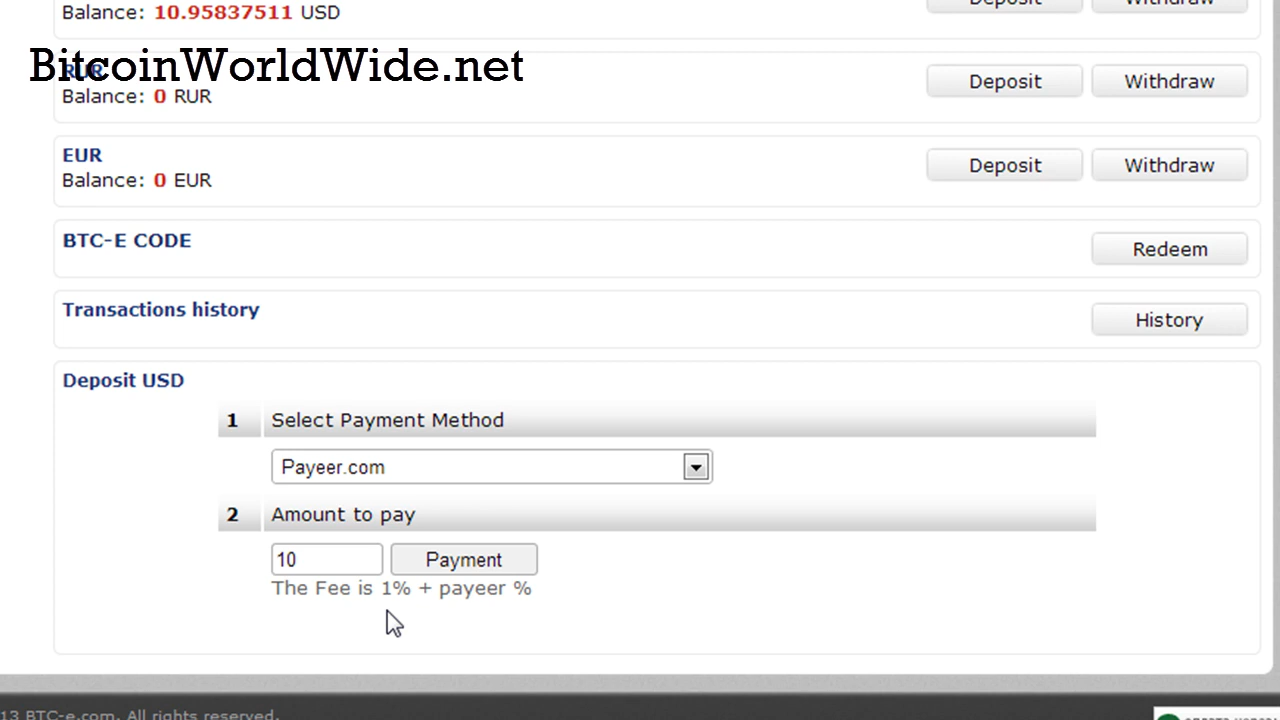 Balance: 10.95837511 USD
Deposit
Withdraw
BitcoinWorldWide.net
RUR
Balance: 0 RUR
Deposit
Withdraw
EUR
Balance: 0 EUR
Deposit
Withdraw
BTC-E CODE
Redeem
Transactions history
History
Deposit USD
1 Select Payment Method
Payeer.com
2 Amount to pay
10
Payment
The Fee is 1% + payeer %
13 BTC-e.com. All rights reserved.